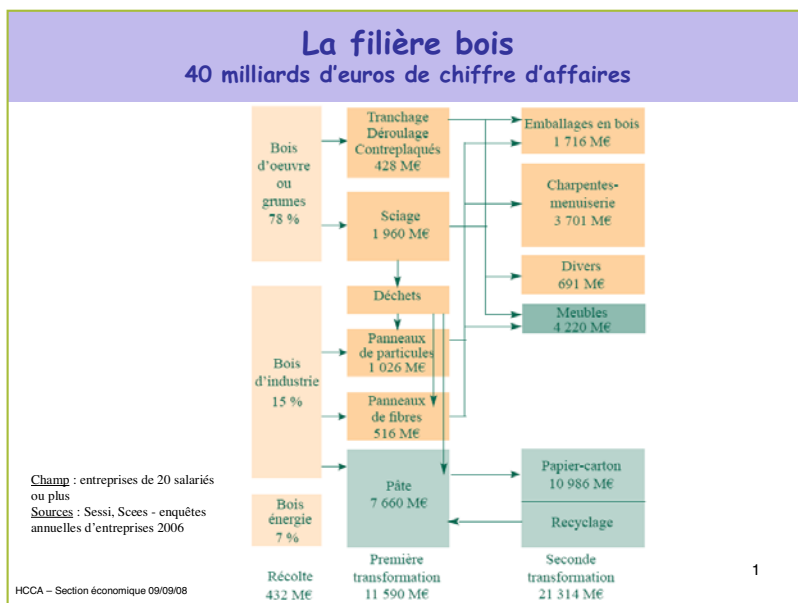 La filière bois
40 milliards d'euros de chiffre d'affaires
Bois
d'oeuvre
ou
grumes
78 %
Bois
d'industrie
15 %
Bois
énergie
7 %
Récolte
432 M€
Tranchage
Déroulage
Contreplaqués
428 M€
Sciage
1 960 M€
Déchets
Panneaux
de particules
1 026 M€
Panneaux
de fibres
516 M€
Pâte
7 660 M€
Première
transformation
11 590 M€
Emballages en bois
1 716 M€
Charpentes-
menuiserie
3 701 M€
Divers
691 M€
Meubles
4 220 M€
Papier-carton
10 986 M€
Recyclage
Seconde
transformation
21 314 M€
Champ : entreprises de 20 salariés
ou plus
Sources : Sessi, Scees - enquêtes
annuelles d'entreprises 2006
HCCA – Section économique 09/09/08
1